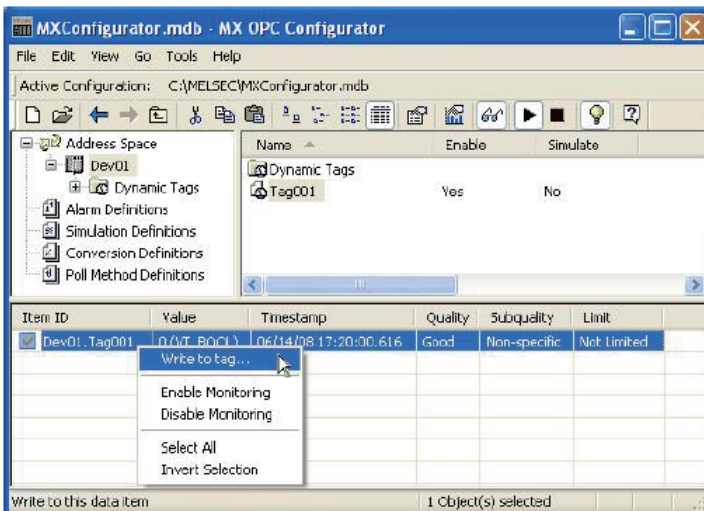 MXConfigurator.mdb - MX OPC Configurator
File Edit View Go Tools Help
Active Configuration: C:\MELSEC\MXConfigurator.mdb
Address Space
Dev01
Dynamic Tags
Alarm Definitions
Simulation Definitions
Conversion Definitions
Poll Method Definitions
Name Enable Simulate
Dynamic Tags
Tag001 Yes No
Item ID Value Timestamp Quality Subquality Limit
Dev01.Tag001 0 (VT_BOOL) 06/14/08 17:20:00.616 Good Non-specific Not Limited
Write to tag...
Enable Monitoring
Disable Monitoring
Select All
Invert Selection
Write to this data item 1 Object(s) selected